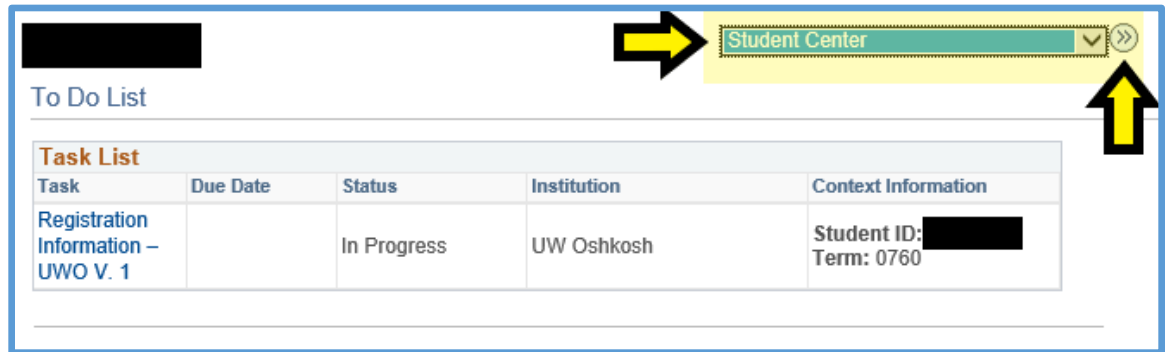 Student Center
To Do List
Task List
Task Due Date Status Institution Context Information
Registration
Information –
UWO V. 1
In Progress
UW Oshkosh
Student ID:
Term: 0760